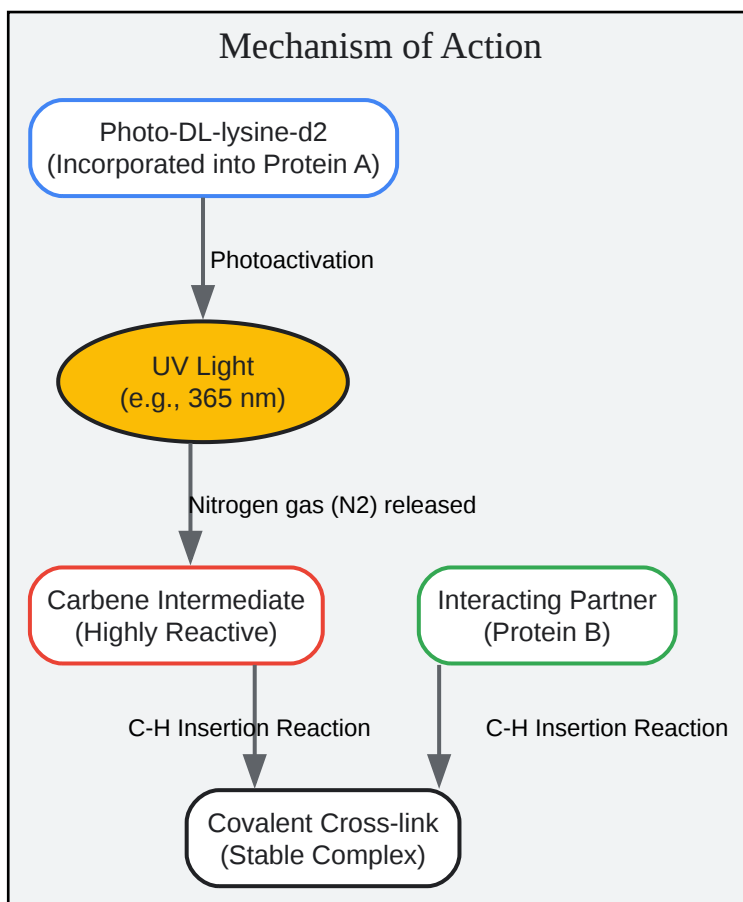 Mechanism of Action
Photo-DL-lysine-d2
(Incorporated into Protein A)
Photoactivation
UV Light
(e.g., 365 nm)
Nitrogen gas (N2) released
Carbene Intermediate
(Highly Reactive)
Interacting Partner
(Protein B)
C-H Insertion Reaction
C-H Insertion Reaction
Covalent Cross-link
(Stable Complex)